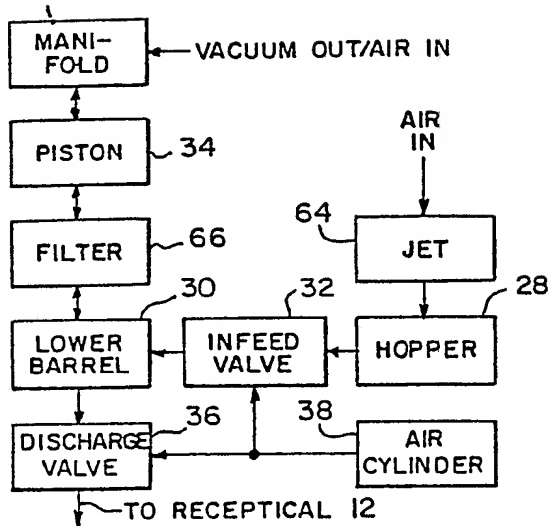 MANI-
FOLD
VACUUM OUT/AIR IN
PISTON
34
AIR
IN
FILTER
66
64
JET
30
32
28
LOWER
BARREL
INFEED
VALVE
HOPPER
36
38
DISCHARGE
VALVE
AIR
CYLINDER
TO RECEPTICAL 12